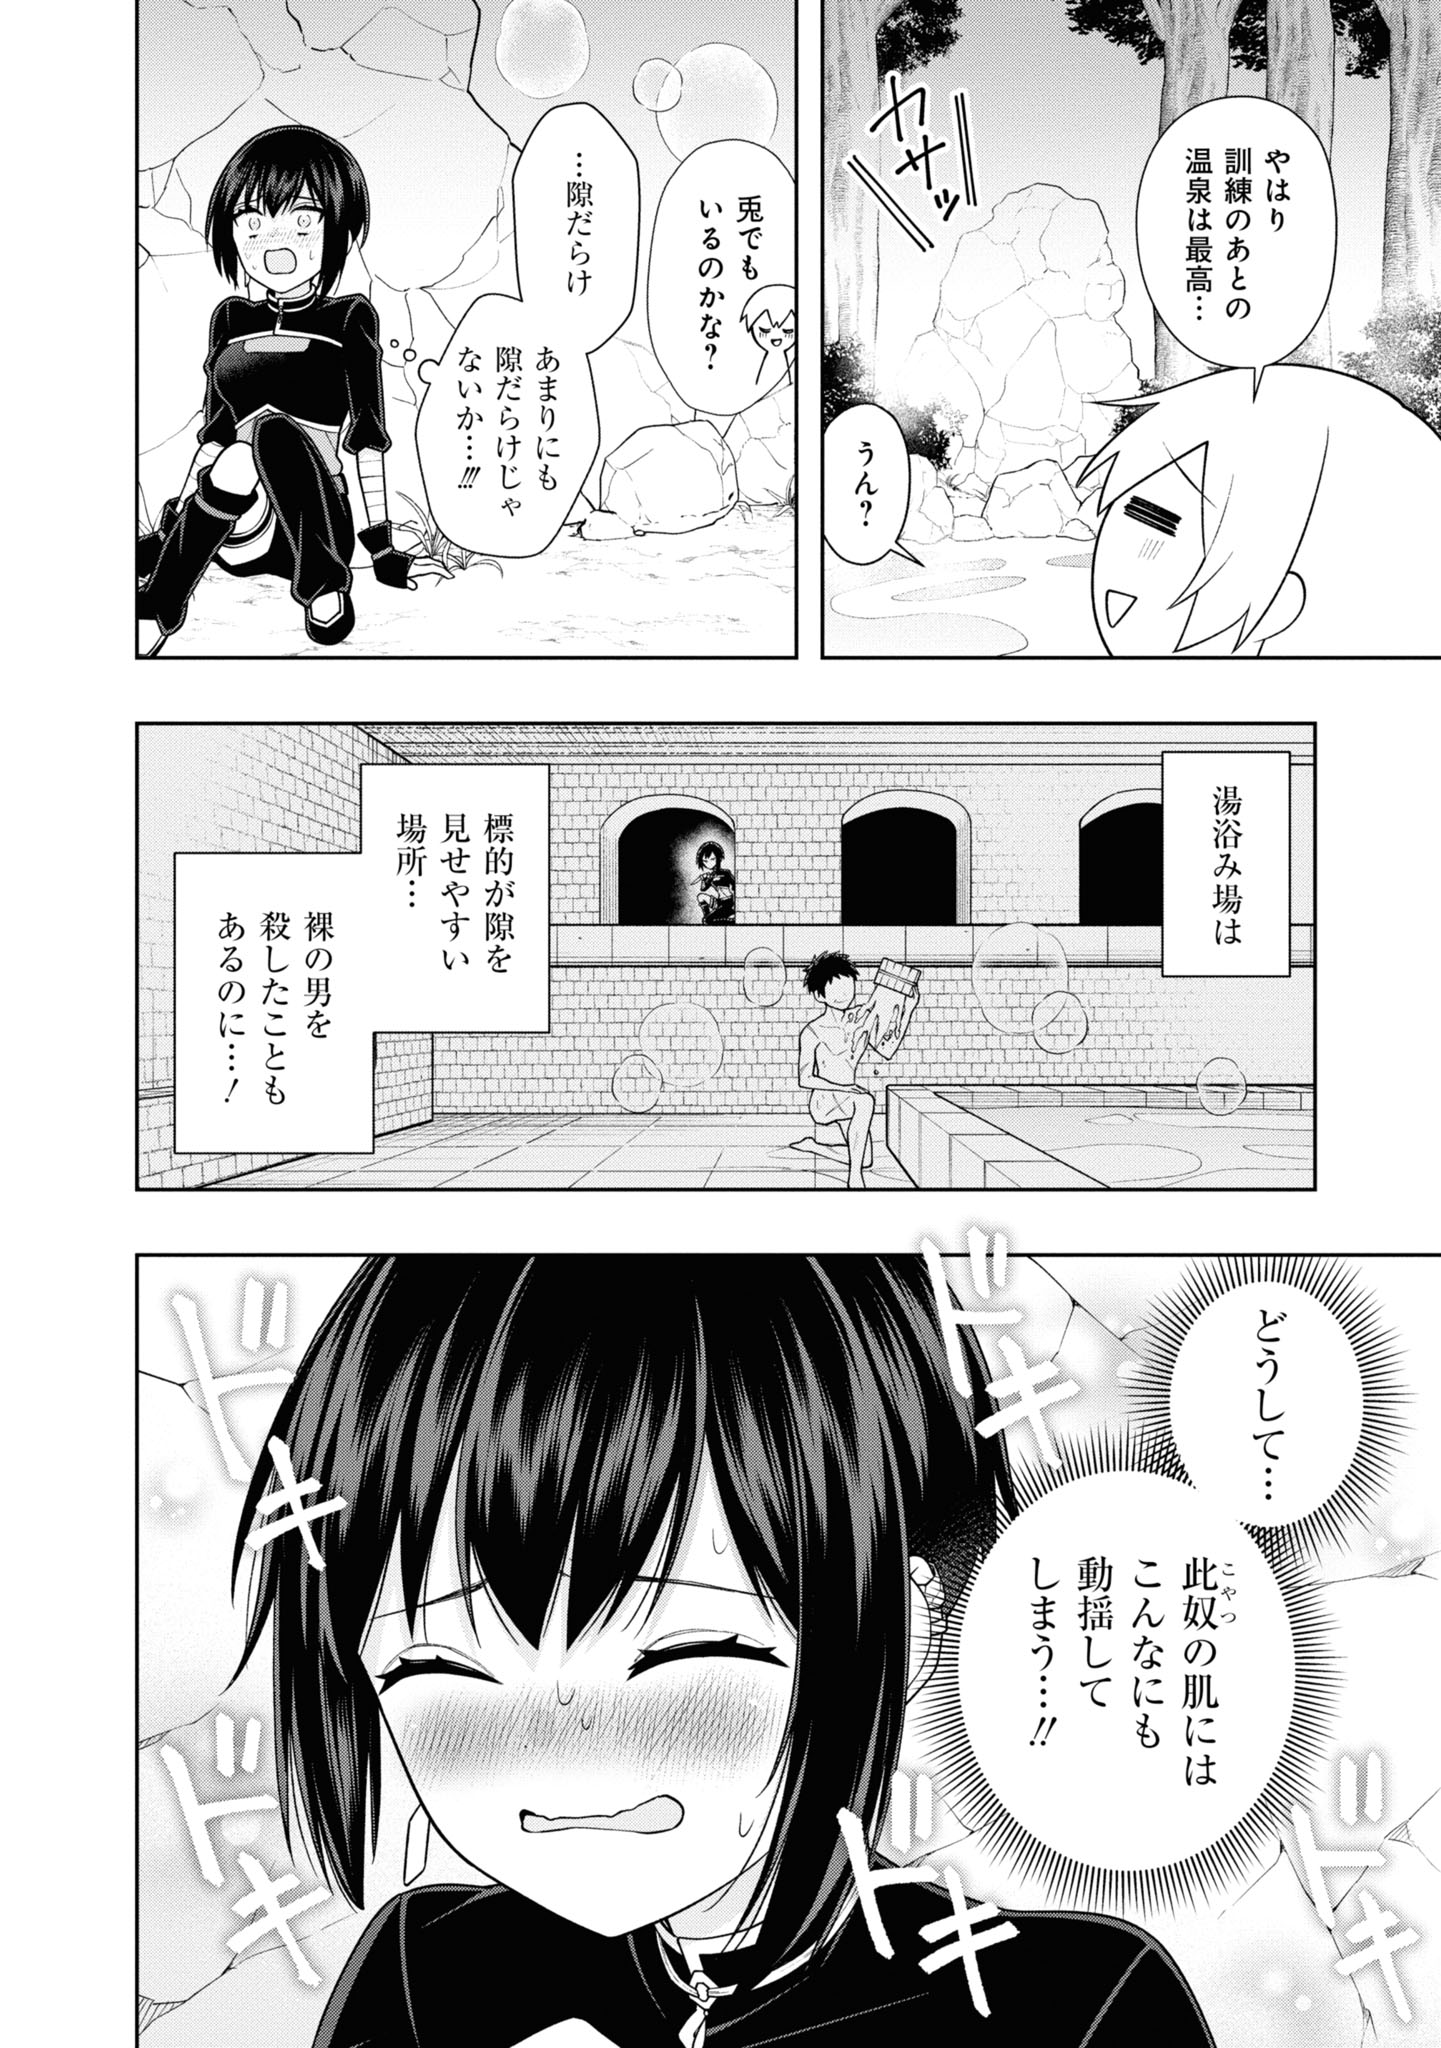 やはり
訓練のあとの
温泉は最高…
カサッ
うん?
兎でも
いるのかな?
…隙だらけ
あまりにも
隙だらけじゃ
ないか…!!!
湯浴み場は
標的が隙を
見せやすい
場所…
裸の男を
殺したことも
あるのに…!
どうして…
此奴の肌には
こやつ
こんなにも
動揺して
しまう…!!
ドキ
ドキ
ドキ
ドキ
ドキ